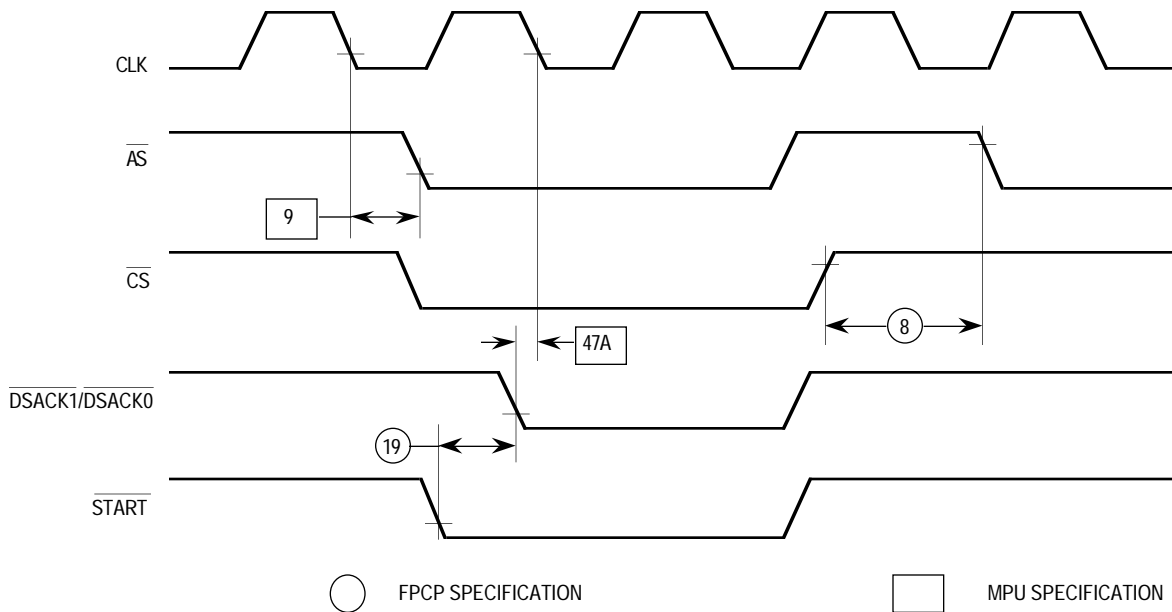 CLK
AS
9
CS
8
47A
DSACK1/DSACK0
19
START
FPCP SPECIFICATION
MPU SPECIFICATION